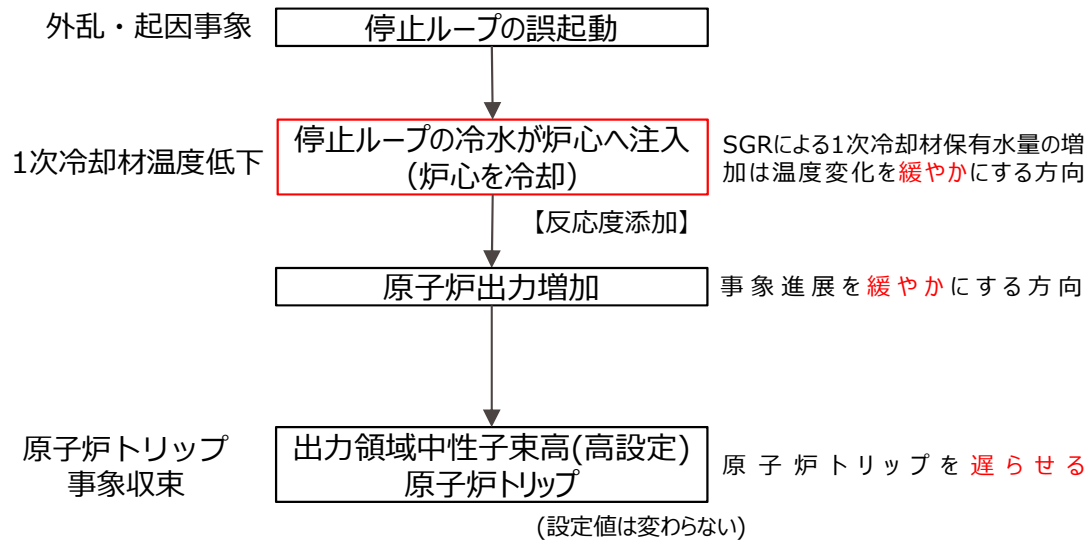 外乱・起因事象
停止ループの誤起動
1次冷却材温度低下
停止ループの冷水が炉心へ注入
(炉心を冷却)
SGRによる1次冷却材保有水量の増
加は温度変化を緩やかにする方向
【反応度添加】
原子炉出力増加
事象進展を緩やかにする方向
原子炉トリップ
事象収束
出力領域中性子束高(高設定)
原子炉トリップ
原子炉トリップを遅らせる
(設定値は変わらない)